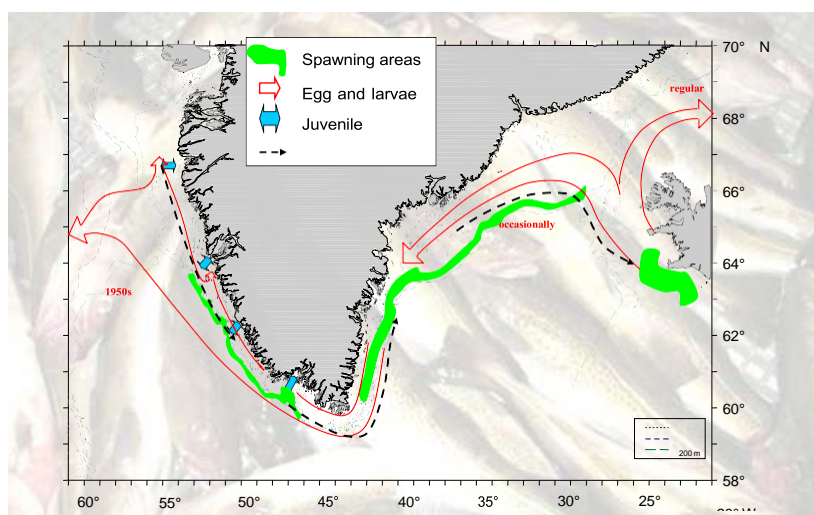 70° N
Spawning areas
Egg and larvae
Juvenile
regular
68°
66°
occasionally
64°
1950s
62°
60°
200 m
58°
60° 55° 50° 45° 40° 35° 30° 25°